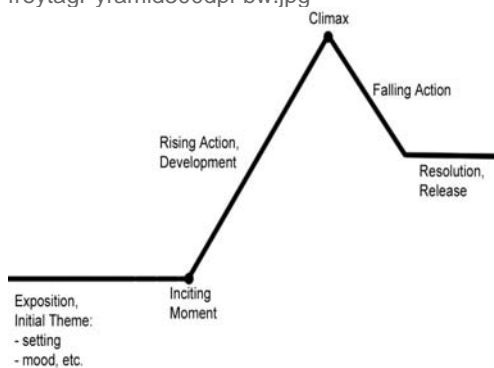 Climax
Falling Action
Rising Action,
Development
Resolution,
Release
Inciting
Moment
Exposition,
Initial Theme:
- setting
- mood, etc.